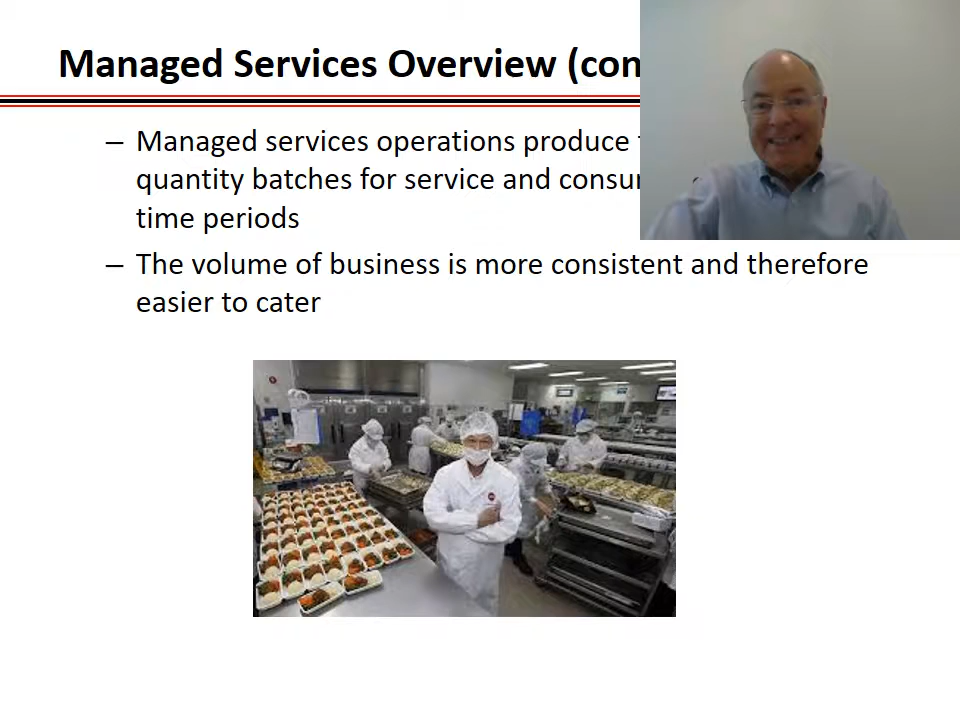 Managed Services Overview (con
– Managed services operations produce
quantity batches for service and
time periods
– The volume of business is more consistent and therefore
easier to cater